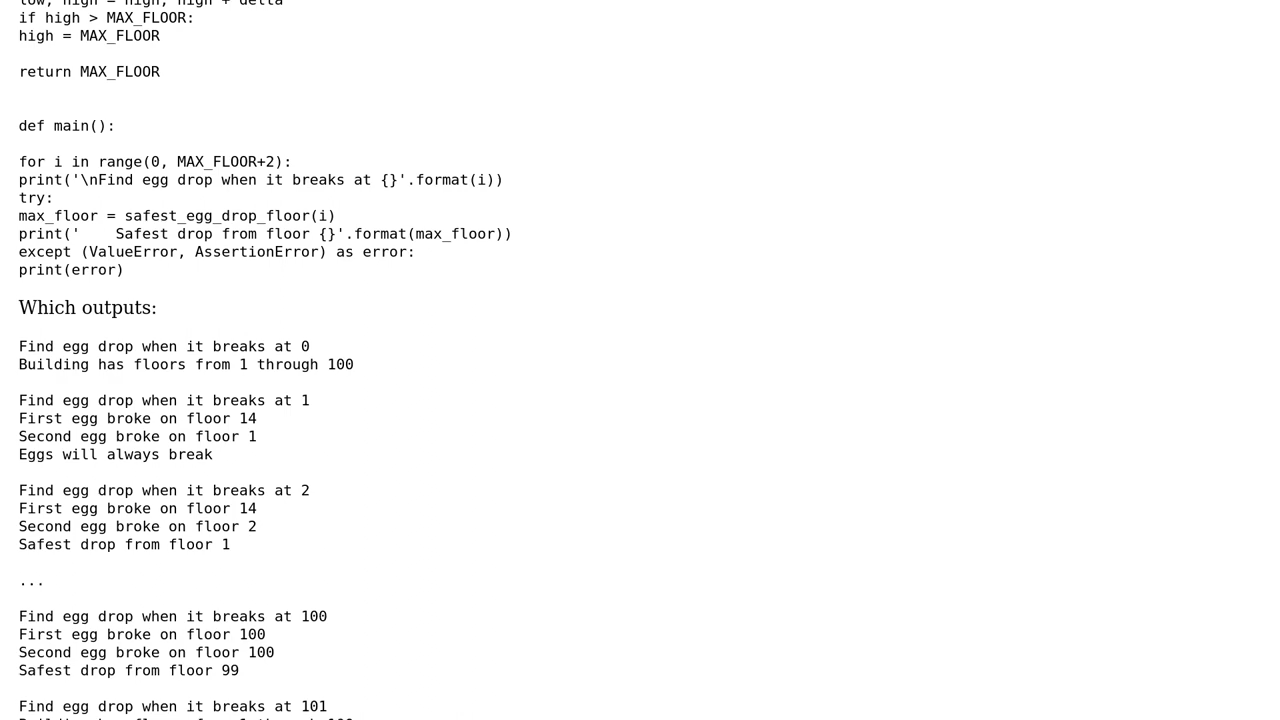 low, high = high, high + delta
if high > MAX_FLOOR:
high = MAX_FLOOR
return MAX_FLOOR
def main():
for i in range(0, MAX_FLOOR+2):
print('\nFind egg drop when it breaks at {}'.format(i))
try:
max_floor = safest_egg_drop_floor(i)
print('    Safest drop from floor {}'.format(max_floor))
except (ValueError, AssertionError) as error:
print(error)
Which outputs:
Find egg drop when it breaks at 0
Building has floors from 1 through 100
Find egg drop when it breaks at 1
First egg broke on floor 14
Second egg broke on floor 1
Eggs will always break
Find egg drop when it breaks at 2
First egg broke on floor 14
Second egg broke on floor 2
Safest drop from floor 1
...
Find egg drop when it breaks at 100
First egg broke on floor 100
Second egg broke on floor 100
Safest drop from floor 99
Find egg drop when it breaks at 101